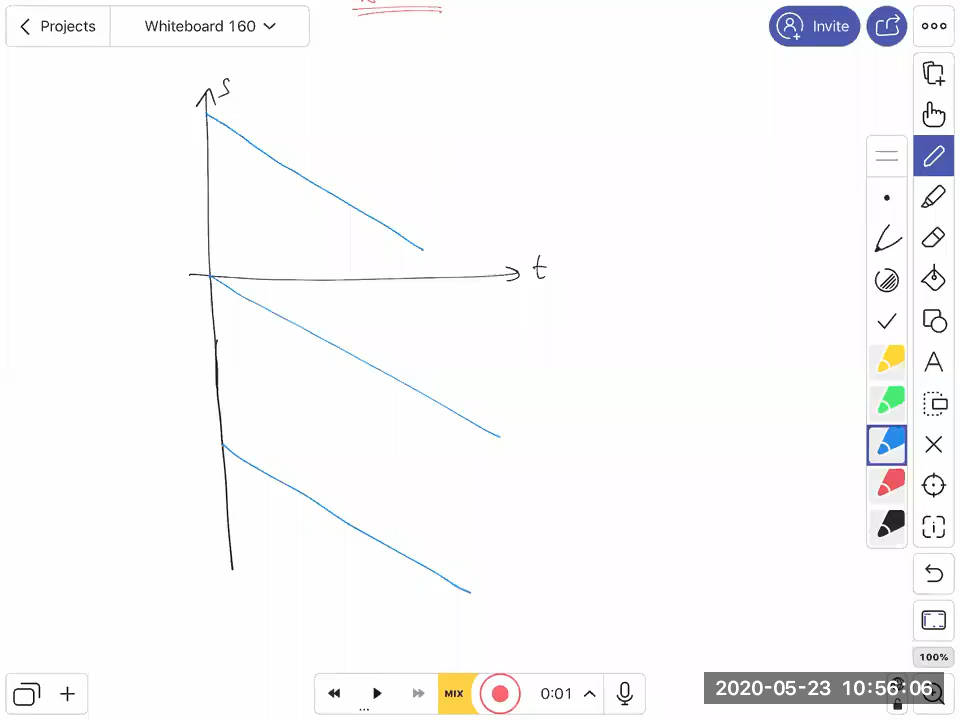 Projects
Whiteboard 160
Invite
s
t
A
100%
MIX
0:01
2020-05-23 10:56:06